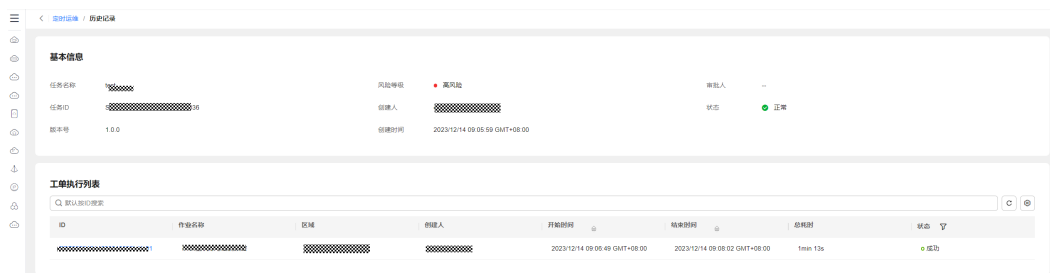 定时运维 / 历史记录
基本信息
任务名称 风险等级 高风险 审批人 --
任务ID 36 创建人 状态 正常
版本号 1.0.0 创建时间 2023/12/14 09:05:59 GMT+08:00
工单执行列表
默认按ID搜索
ID 作业名称 区域 创建人 开始时间 结束时间 总耗时 状态
1 2023/12/14 09:06:49 GMT+08:00 2023/12/14 09:08:02 GMT+08:00 1min 13s 成功